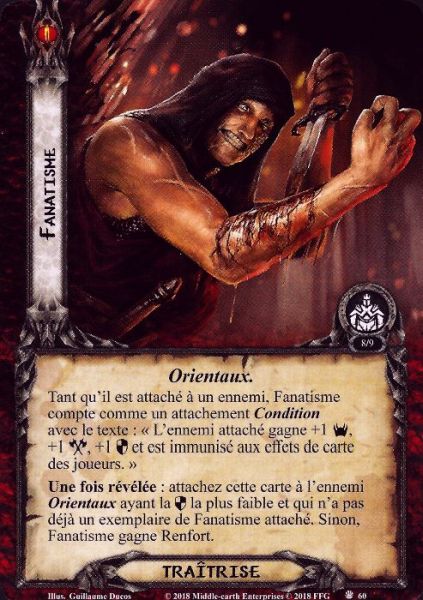 FANATISME
8/9
Orientaux.
Tant qu'il est attaché à un ennemi, Fanatisme
compte comme un attachement Condition
avec le texte : « L'ennemi attaché gagne +1 ,
+1 , +1 et est immunisé aux effets de carte
des joueurs. »
Une fois révélée : attachez cette carte à l'ennemi
Orientaux ayant la la plus faible et qui n'a pas
déjà un exemplaire de Fanatisme attaché. Sinon,
Fanatisme gagne Renfort.
TRAÎTRISE
Illus. Guillaume Ducos © 2018 Middle-earth Enterprises © 2018 FFG 60